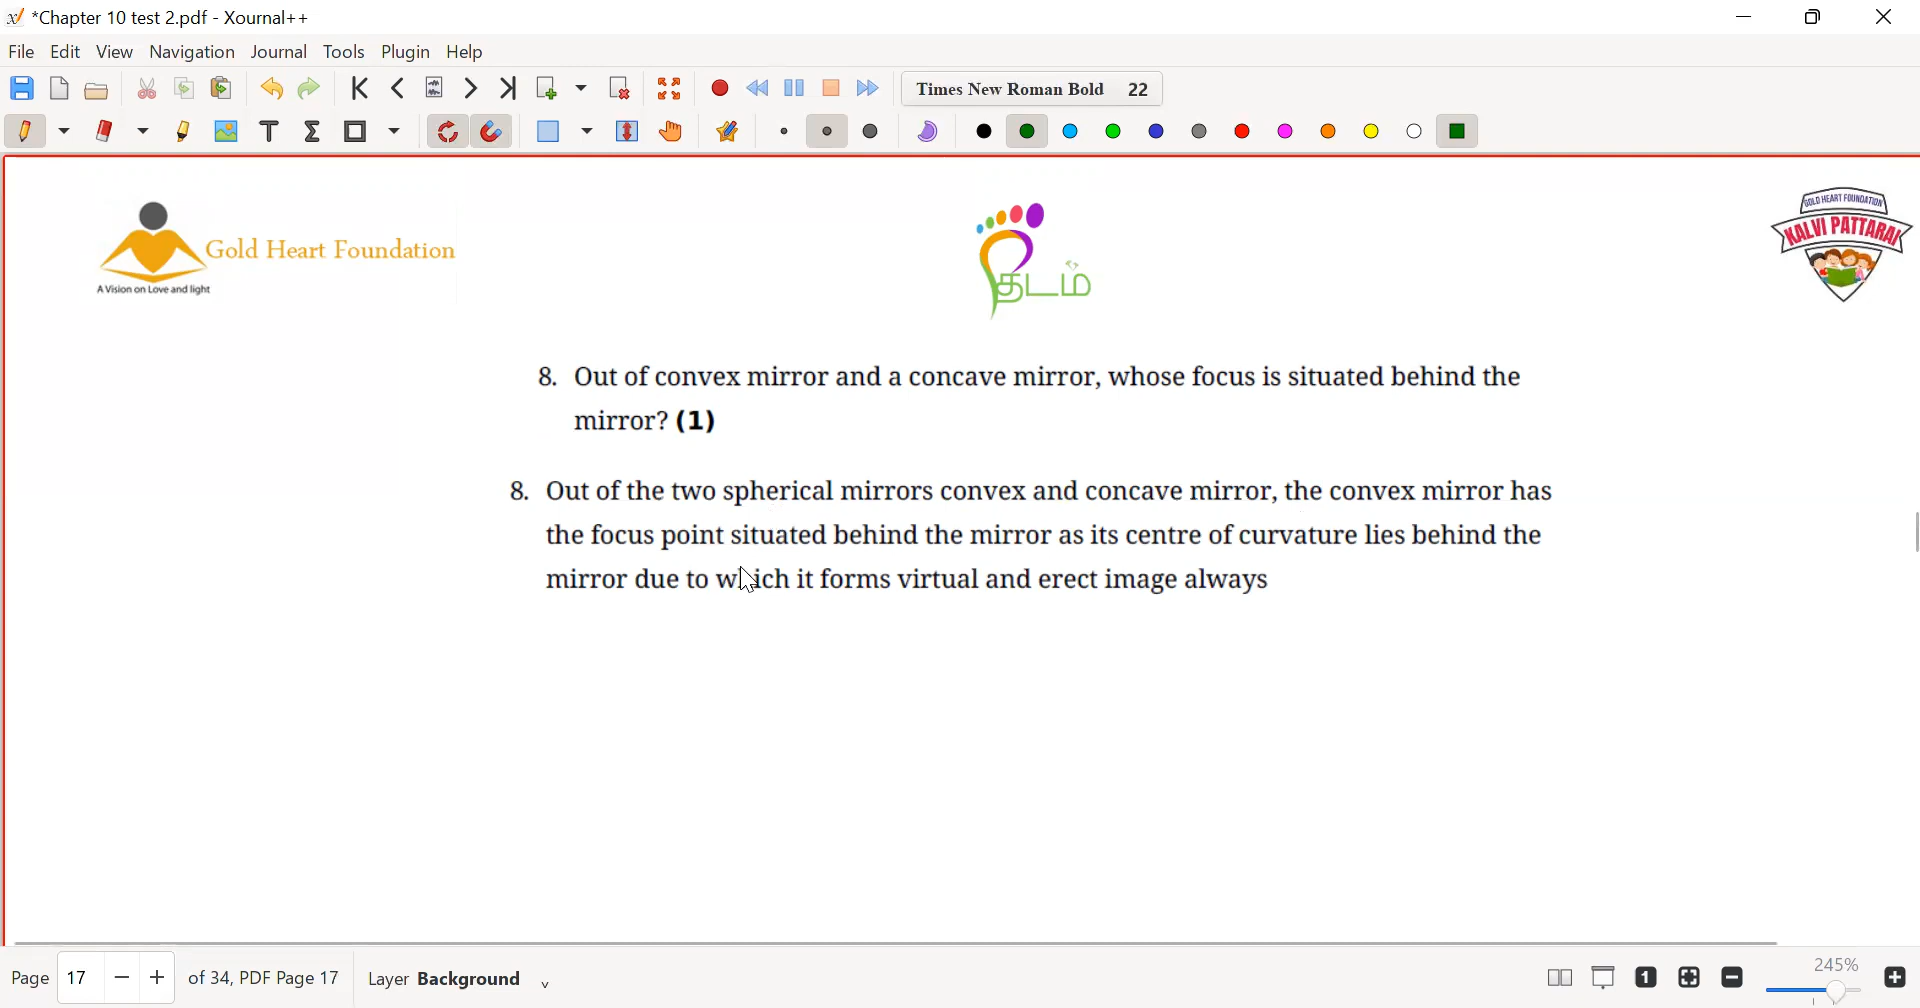 *Chapter 10 test 2.pdf - Xournal++
File Edit View Navigation Journal Tools Plugin Help
Times New Roman Bold 22
Gold Heart Foundation
A Vision on Love and light
தடம்
GOLD HEART FOUNDATION
KALVI PATTARAI
8. Out of convex mirror and a concave mirror, whose focus is situated behind the
mirror? (1)
8. Out of the two spherical mirrors convex and concave mirror, the convex mirror has
the focus point situated behind the mirror as its centre of curvature lies behind the
mirror due to which it forms virtual and erect image always
Page 17 of 34, PDF Page 17 Layer Background 245%